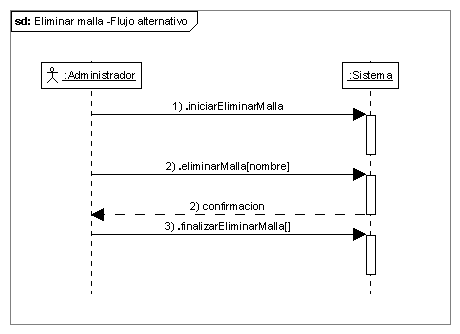 sd: Eliminar malla -Flujo alternativo
:Administrador
:Sistema
1) .iniciarEliminarMalla
2) .eliminarMalla[nombre]
2) confirmacion
3) .finalizarEliminarMalla[]